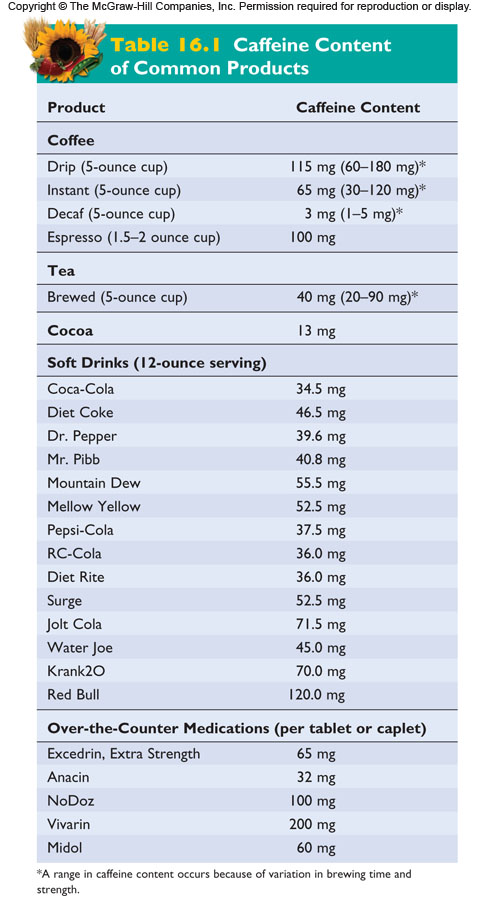 Copyright © The McGraw-Hill Companies, Inc. Permission required for reproduction or display.
Table 16.1 Caffeine Content
of Common Products
Product Caffeine Content
Coffee
Drip (5-ounce cup) 115 mg (60–180 mg)*
Instant (5-ounce cup) 65 mg (30–120 mg)*
Decaf (5-ounce cup) 3 mg (1–5 mg)*
Espresso (1.5–2 ounce cup) 100 mg
Tea
Brewed (5-ounce cup) 40 mg (20–90 mg)*
Cocoa 13 mg
Soft Drinks (12-ounce serving)
Coca-Cola 34.5 mg
Diet Coke 46.5 mg
Dr. Pepper 39.6 mg
Mr. Pibb 40.8 mg
Mountain Dew 55.5 mg
Mellow Yellow 52.5 mg
Pepsi-Cola 37.5 mg
RC-Cola 36.0 mg
Diet Rite 36.0 mg
Surge 52.5 mg
Jolt Cola 71.5 mg
Water Joe 45.0 mg
Krank2O 70.0 mg
Red Bull 120.0 mg
Over-the-Counter Medications (per tablet or caplet)
Excedrin, Extra Strength 65 mg
Anacin 32 mg
NoDoz 100 mg
Vivarin 200 mg
Midol 60 mg
*A range in caffeine content occurs because of variation in brewing time and
strength.